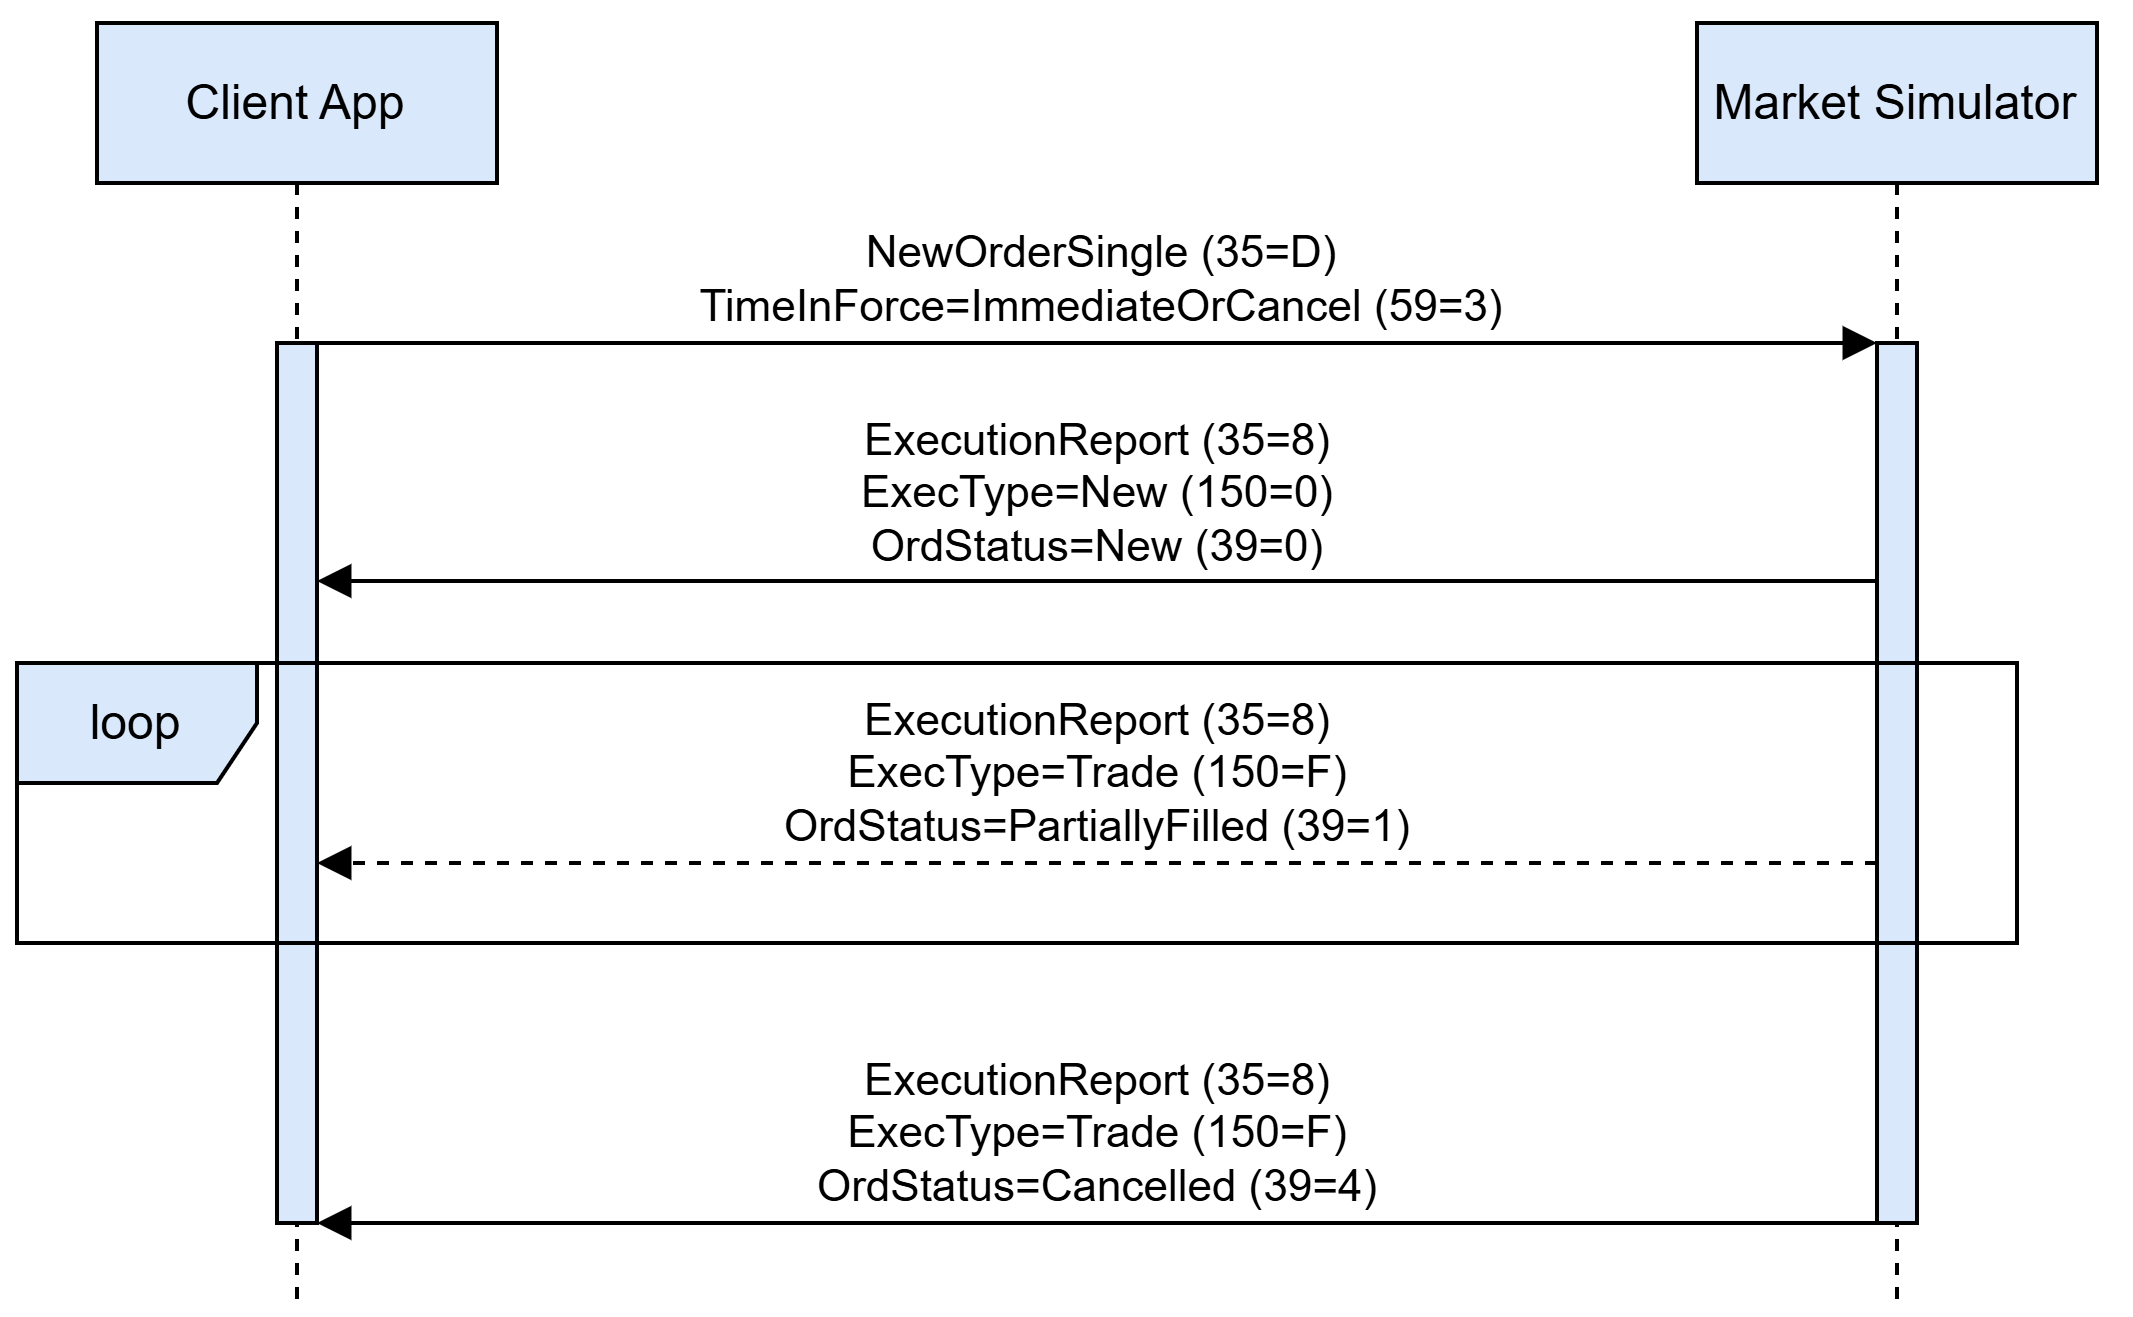 Client App
Market Simulator
NewOrderSingle (35=D)
TimeInForce=ImmediateOrCancel (59=3)
ExecutionReport (35=8)
ExecType=New (150=0)
OrdStatus=New (39=0)
loop
ExecutionReport (35=8)
ExecType=Trade (150=F)
OrdStatus=PartiallyFilled (39=1)
ExecutionReport (35=8)
ExecType=Trade (150=F)
OrdStatus=Cancelled (39=4)